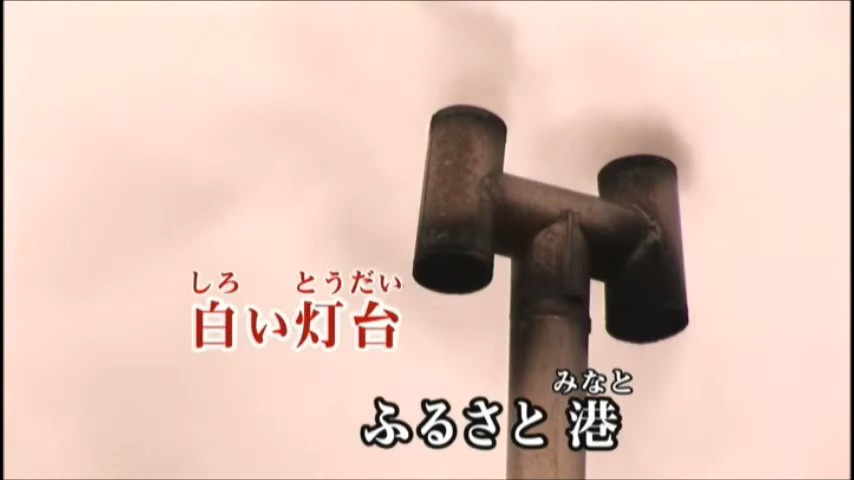 しろ とうだい
白い灯台
みなと
ふるさと 港